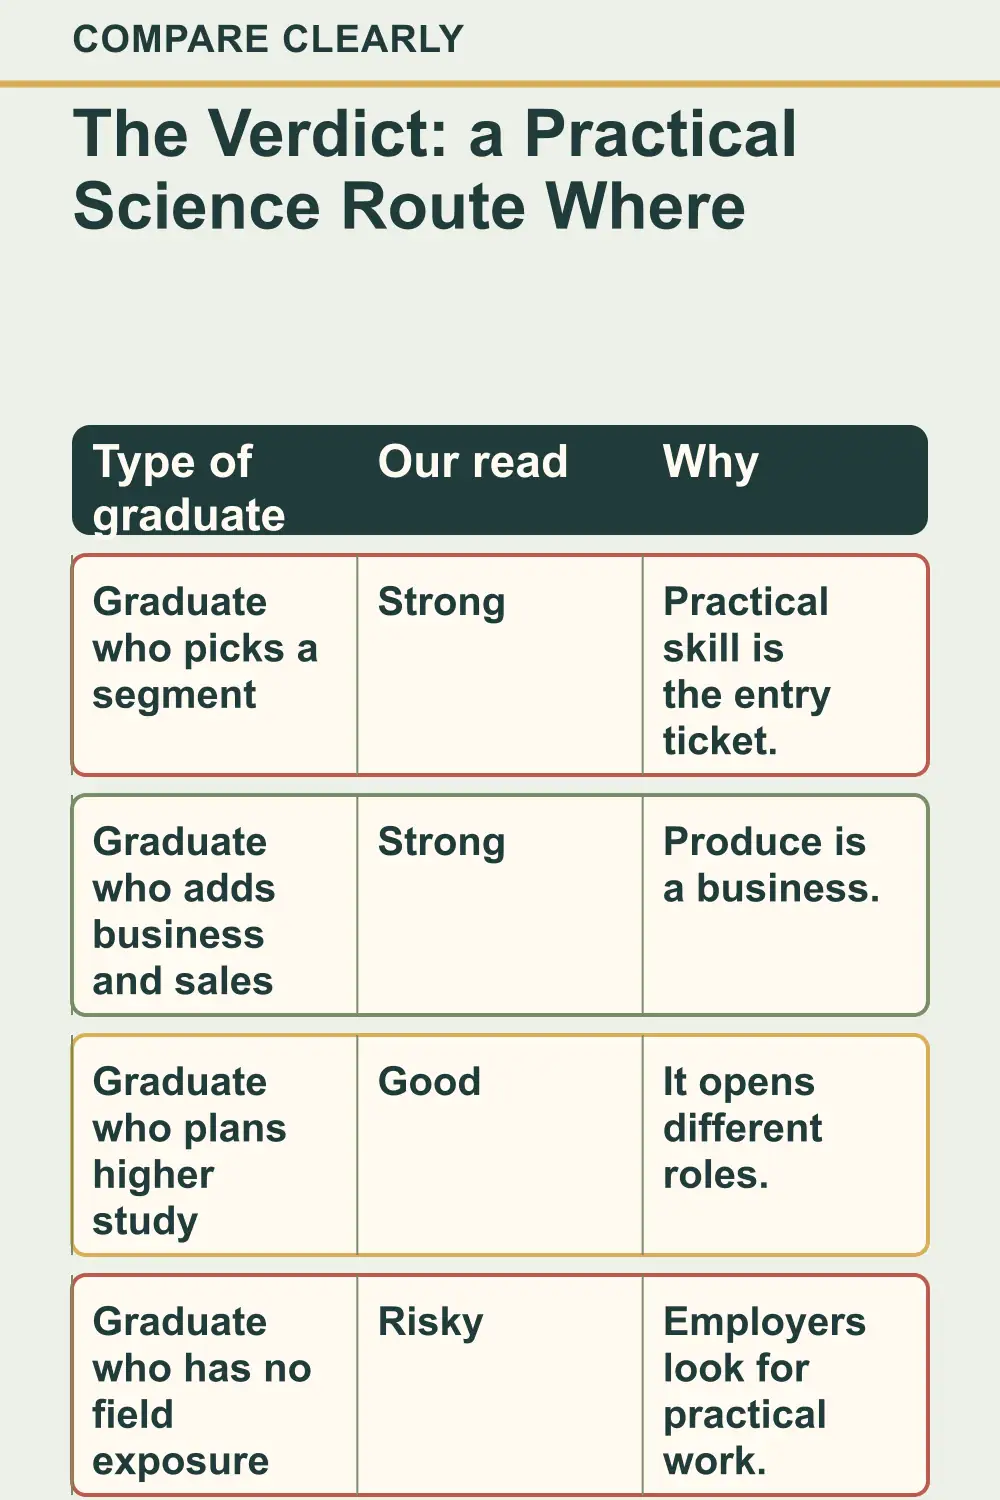 COMPARE CLEARLY
The Verdict: a Practical
Science Route Where
Type of
graduate
Our read
Why
Graduate
who picks a
segment
Strong
Practical
skill is
the entry
ticket.
Graduate
who adds
business
and sales
Strong
Produce is
a business.
Graduate
who plans
higher
study
Good
It opens
different
roles.
Graduate
who has no
field
exposure
Risky
Employers
look for
practical
work.